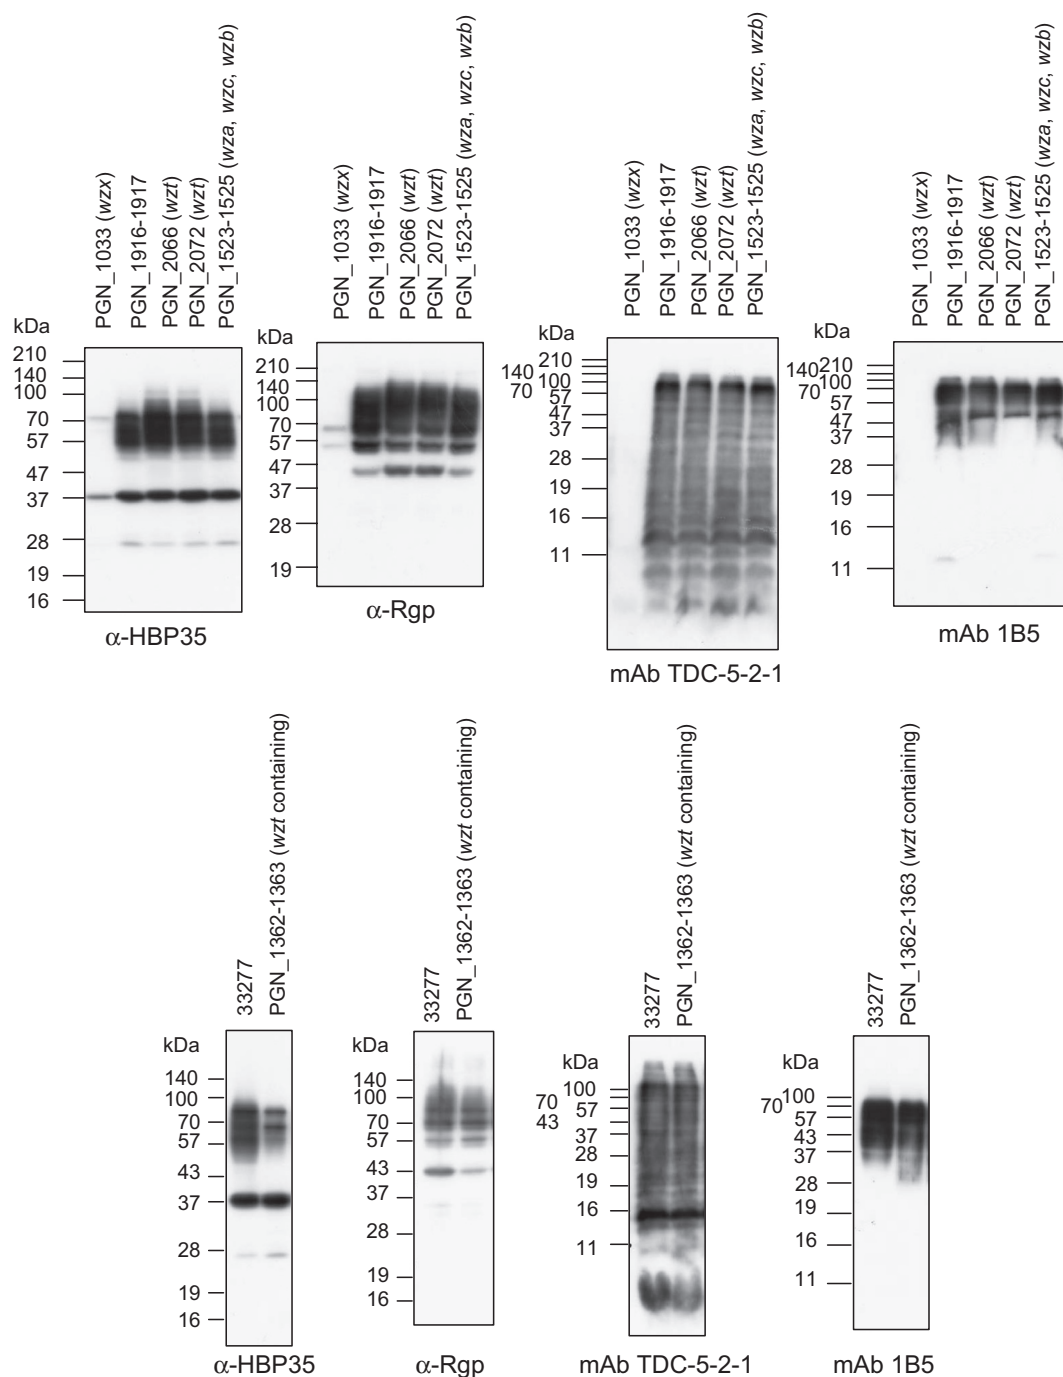 PGN_1033 (wzx)
PGN_1916-1917
PGN_2066 (wzt)
PGN_2072 (wzt)
PGN_1523-1525 (wza, wzc, wzb)
kDa
210
140
100
70
57
47
37
28
19
16
α-HBP35
PGN_1033 (wzx)
PGN_1916-1917
PGN_2066 (wzt)
PGN_2072 (wzt)
PGN_1523-1525 (wza, wzc, wzb)
kDa
210
140
100
70
57
47
37
28
19
α-Rgp
PGN_1033 (wzx)
PGN_1916-1917
PGN_2066 (wzt)
PGN_2072 (wzt)
PGN_1523-1525 (wza, wzc, wzb)
kDa
210
140
100
70
57
47
37
28
19
16
11
mAb TDC-5-2-1
PGN_1033 (wzx)
PGN_1916-1917
PGN_2066 (wzt)
PGN_2072 (wzt)
PGN_1523-1525 (wza, wzc, wzb)
kDa
210
140
100
70
57
47
37
28
19
16
11
mAb 1B5
33277
PGN_1362-1363 (wzt containing)
kDa
140
100
70
57
43
37
28
19
16
α-HBP35
33277
PGN_1362-1363 (wzt containing)
kDa
140
100
70
57
43
37
28
19
16
α-Rgp
33277
PGN_1362-1363 (wzt containing)
kDa
100
70
57
43
37
28
19
16
11
mAb TDC-5-2-1
33277
PGN_1362-1363 (wzt containing)
kDa
100
70
57
43
37
28
19
16
11
mAb 1B5